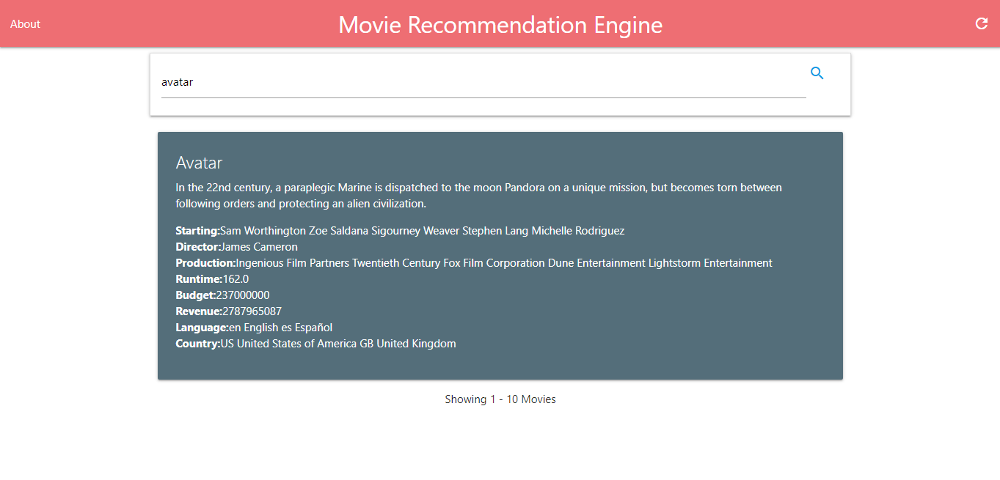 About
Movie Recommendation Engine
avatar
Avatar
In the 22nd century, a paraplegic Marine is dispatched to the moon Pandora on a unique mission, but becomes torn between
following orders and protecting an alien civilization.
Starting:Sam Worthington Zoe Saldana Sigourney Weaver Stephen Lang Michelle Rodriguez
Director:James Cameron
Production:Ingenious Film Partners Twentieth Century Fox Film Corporation Dune Entertainment Lightstorm Entertainment
Runtime:162.0
Budget:237000000
Revenue:2787965087
Language:en English es Español
Country:US United States of America GB United Kingdom
Showing 1 - 10 Movies